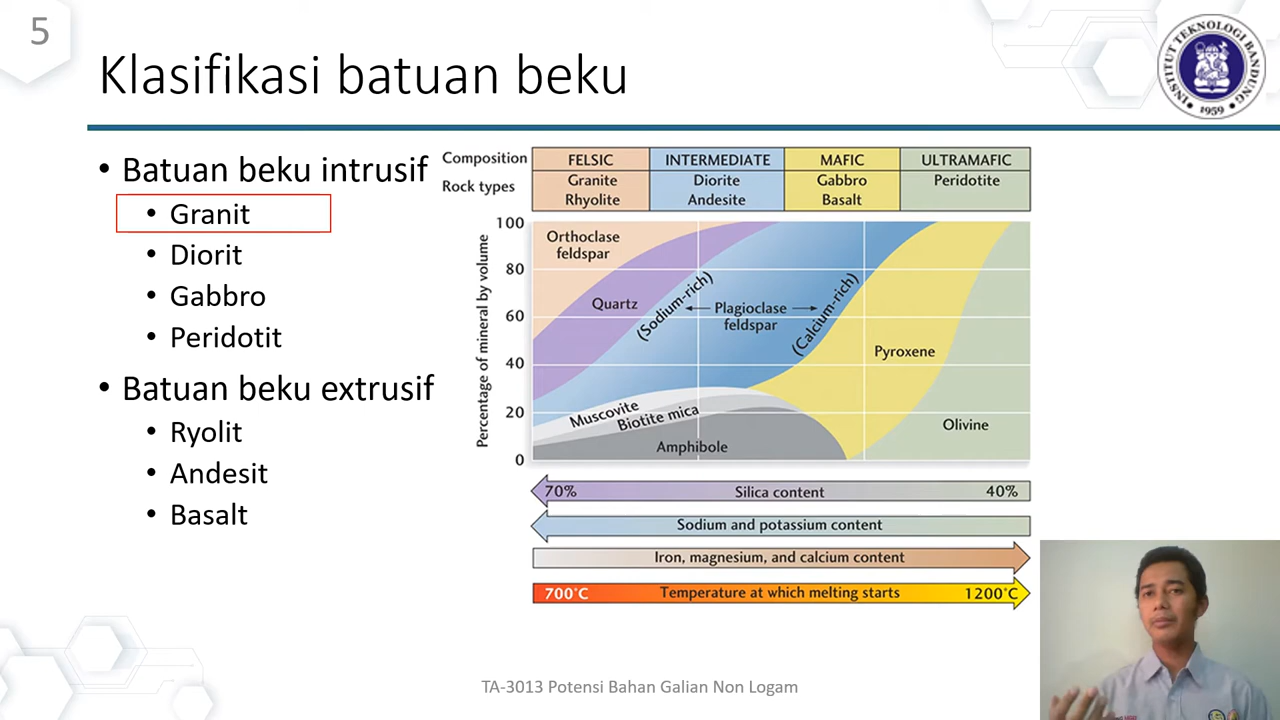 5
Klasifikasi batuan beku
INSTITUT TEKNOLOGI BANDUNG
1959
• Batuan beku intrusif
• Granit
• Diorit
• Gabbro
• Peridotit
• Batuan beku extrusif
• Ryolit
• Andesit
• Basalt
Composition FELSIC INTERMEDIATE MAFIC ULTRAMAFIC
Rock types Granite Diorite Gabbro Peridotite
Rhyolite Andesite Basalt
Percentage of mineral by volume
100
80
60
40
20
0
Orthoclase
feldspar
Quartz
(Sodium-rich)
Plagioclase
feldspar
(Calcium-rich)
Pyroxene
Muscovite
Biotite mica
Amphibole
Olivine
70% Silica content 40%
Sodium and potassium content
Iron, magnesium, and calcium content
700°C Temperature at which melting starts 1200°C
TA-3013 Potensi Bahan Galian Non Logam